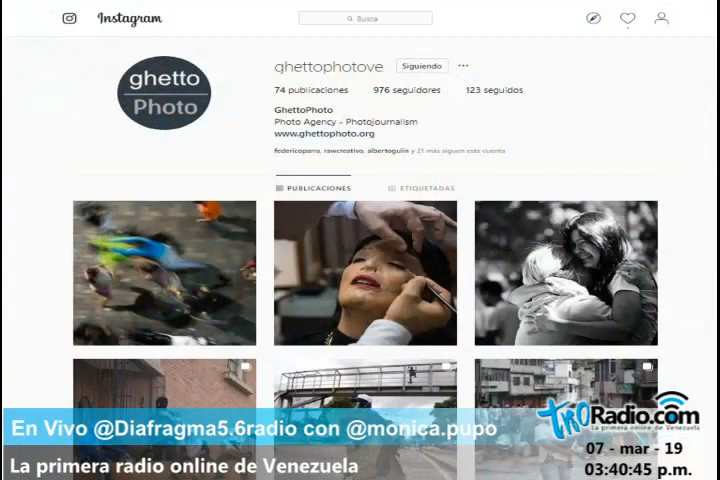 Instagram
Busca
ghetto
Photo
ghettophotove
Siguiendo
74 publicaciones 976 seguidores 123 seguidos
GhettoPhoto
Photo Agency - Photojournalism
www.ghettophoto.org
federicoparra, rawcreativo, albertogulin y 21 más siguen esta cuenta
PUBLICACIONES ETIQUETADAS
En Vivo @Diafragma5.6radio con @monica.pupo
La primera radio online de Venezuela
Radio.com
La primera online de Venezuela
07 - mar - 19
03:40:45 p.m.